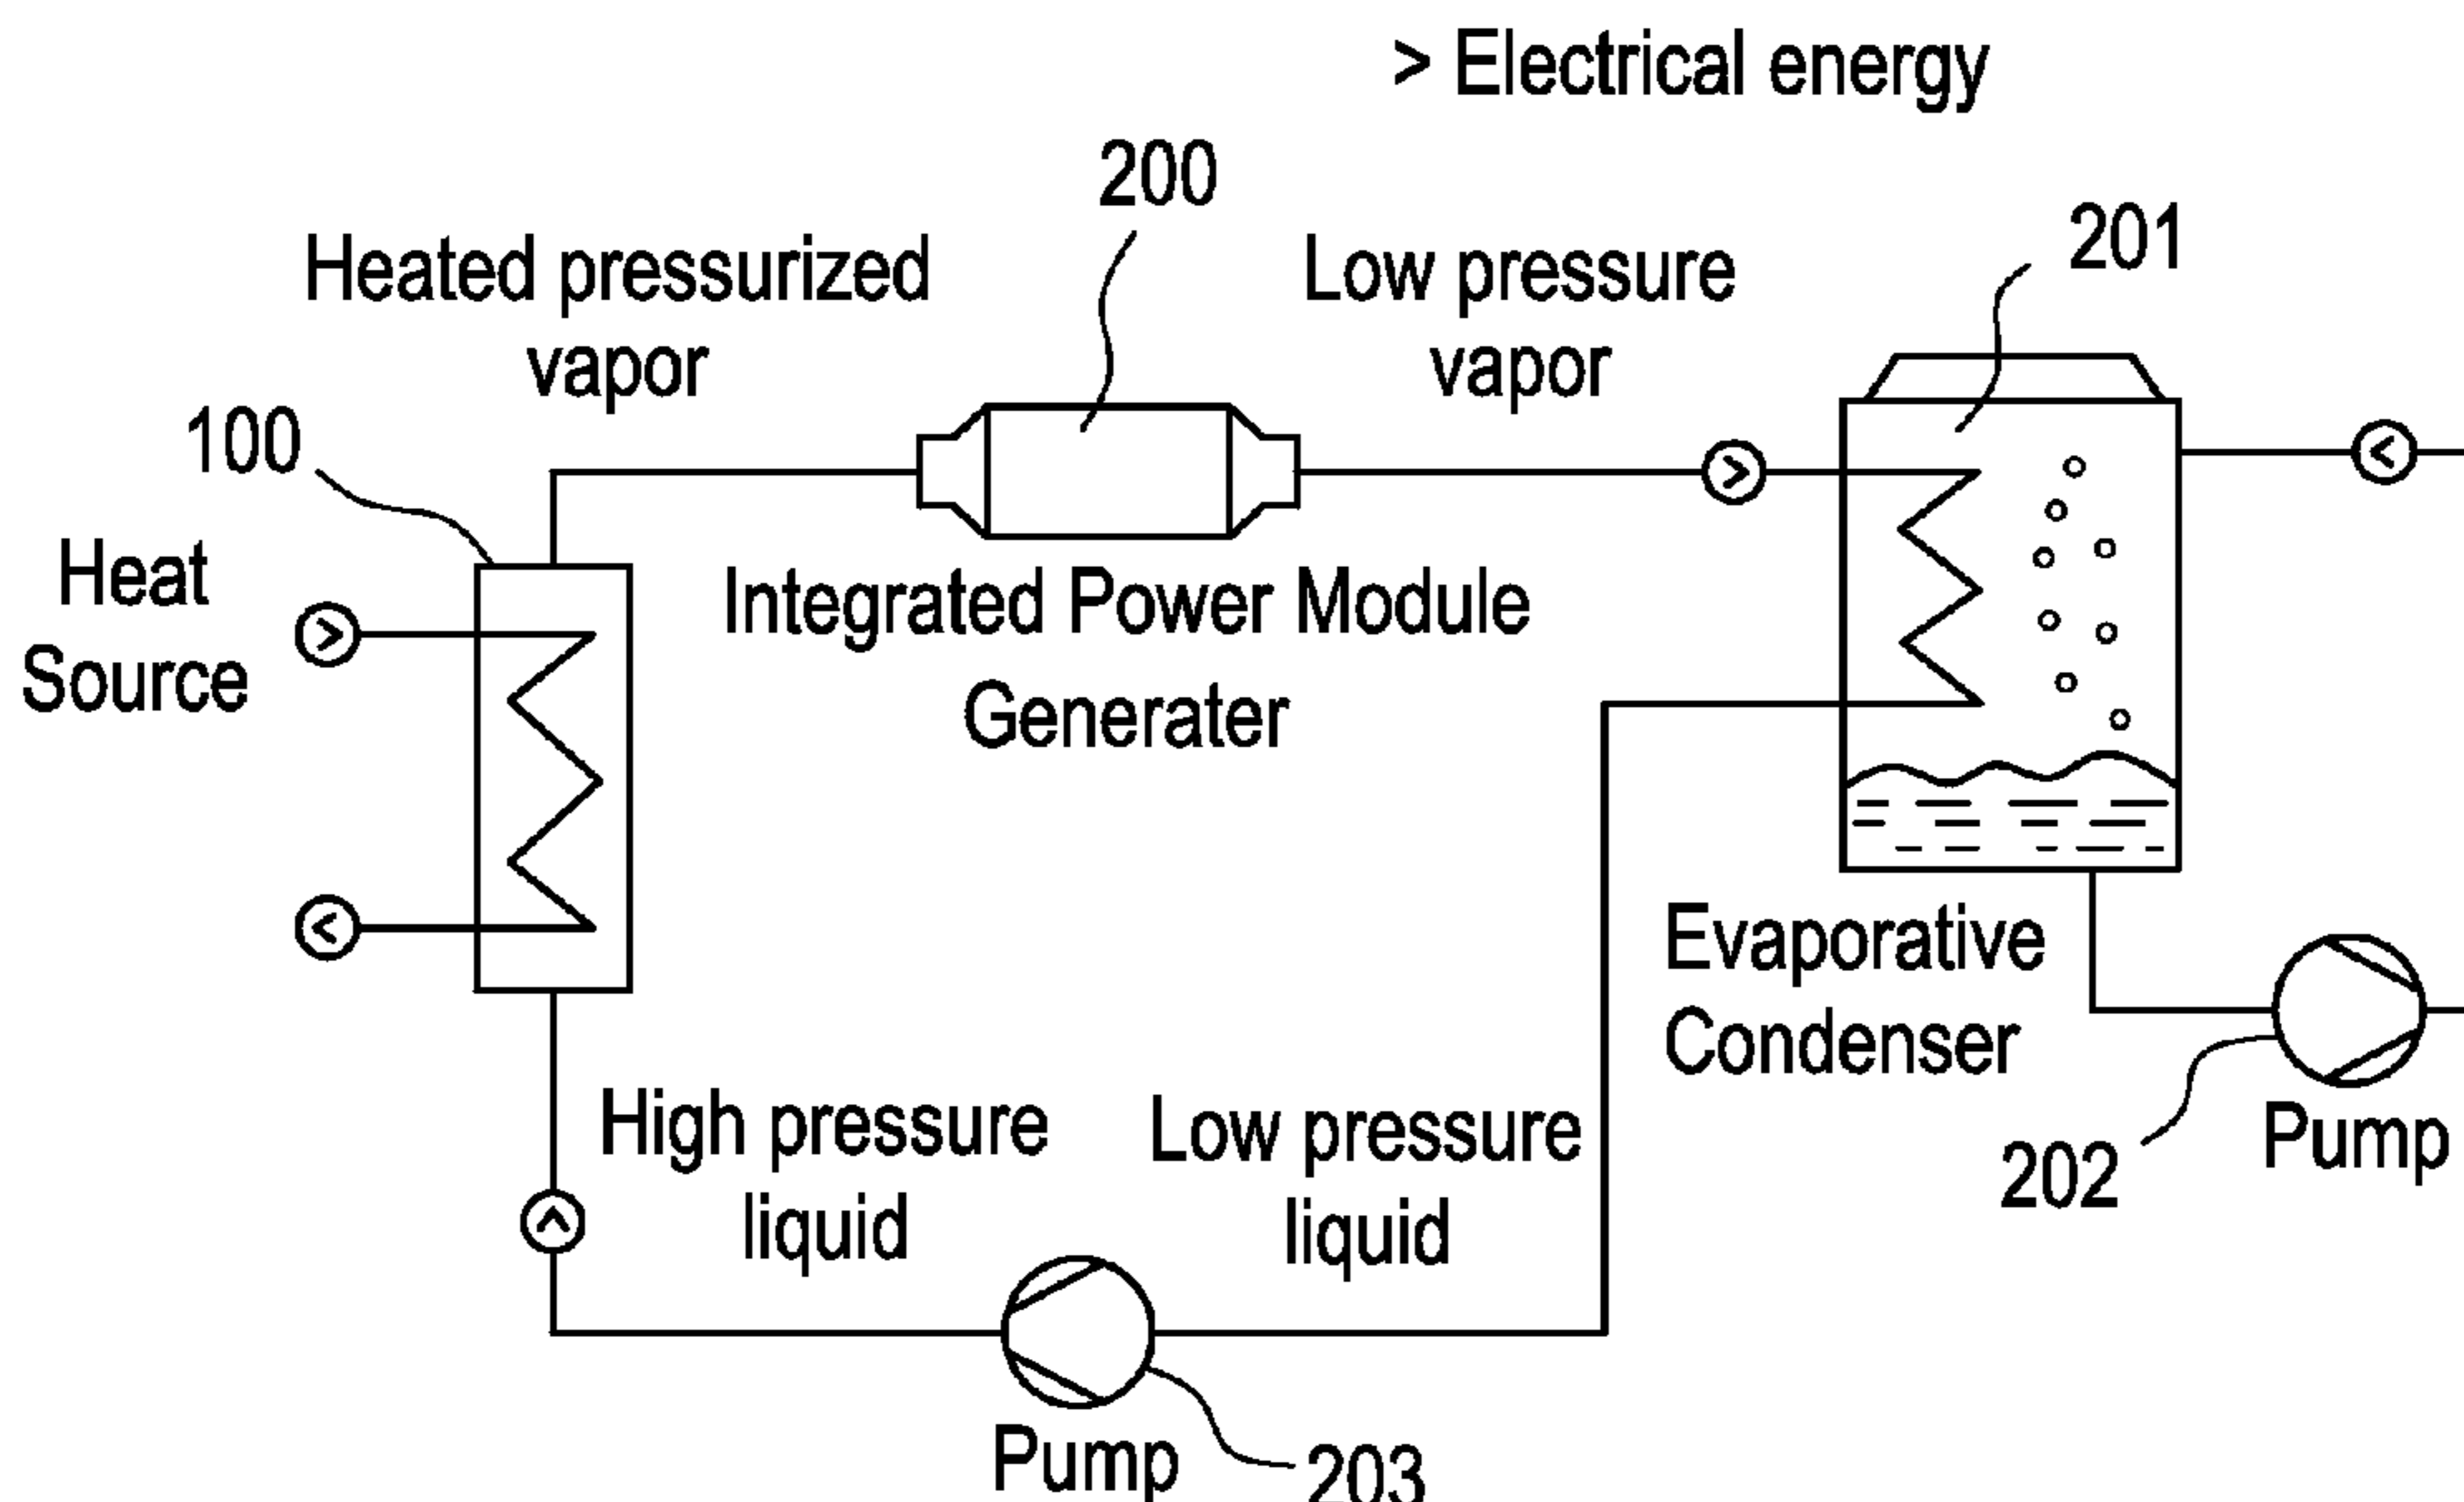 > Electrical energy
200
201
Heated pressurized
vapor
Low pressure
vapor
100
Heat
Source
Integrated Power Module
Generater
Evaporative
Condenser
High pressure
liquid
Low pressure
liquid
Pump
202
Pump
203